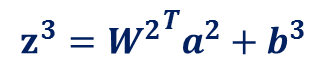 z³ = W²ᵀa² + b³